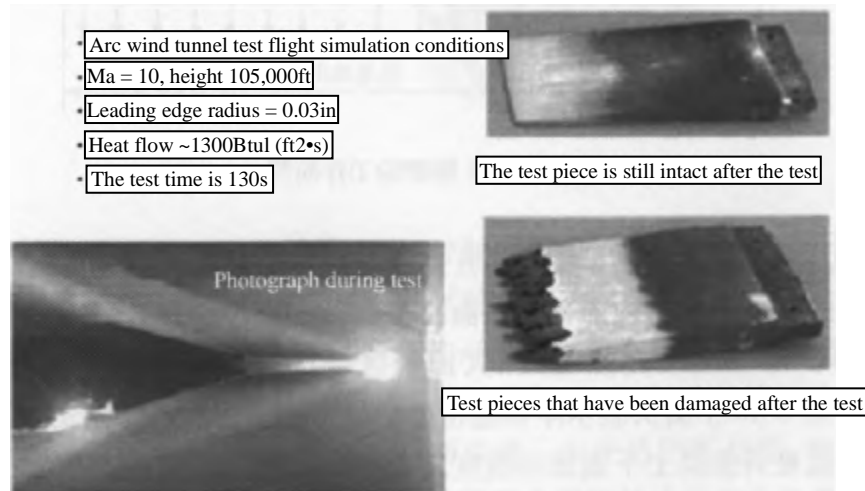 • Arc wind tunnel test flight simulation conditions
• Ma = 10, height 105,000ft
• Leading edge radius = 0.03in
• Heat flow ~1300Btul (ft2•s)
• The test time is 130s
The test piece is still intact after the test
Photograph during test
Test pieces that have been damaged after the test